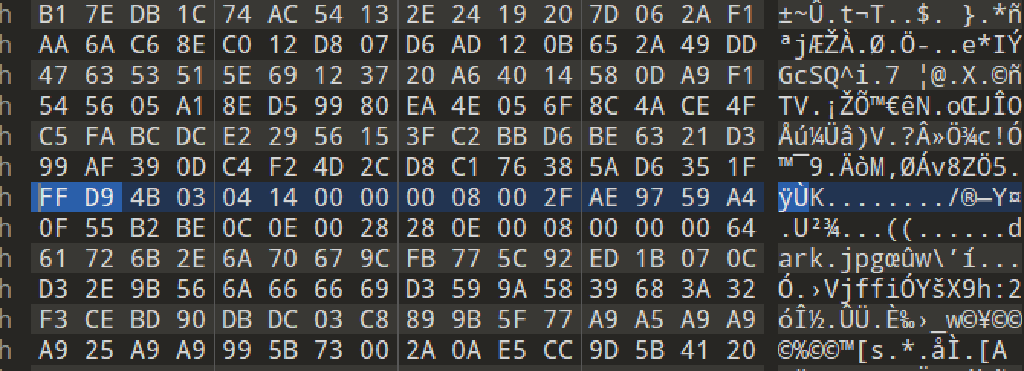 h B1 7E DB 1C 74 AC 54 13 2E 24 19 20 7D 06 2A F1 ±~Û.t¬T..$. }.*ñ
h AA 6A C6 8E C0 12 D8 07 D6 AD 12 0B 65 2A 49 DD ªjÆŽÀ.Ø.Ö-..e*IÝ
h 47 63 53 51 5E 69 12 37 20 A6 40 14 58 0D A9 F1 GcSQ^i.7 ¦@.X.©ñ
h 54 56 05 A1 8E D5 99 80 EA 4E 05 6F 8C 4A CE 4F TV.¡ŽÕ™€êN.oŒJÎO
h C5 FA BC DC E2 29 56 15 3F C2 BB D6 BE 63 21 D3 Åú¼Üâ)V.?Â»Ö¾c!Ó
h 99 AF 39 0D C4 F2 4D 2C D8 C1 76 38 5A D6 35 1F ™¯9.ÄòM,ØÁv8ZÖ5.
h FF D9 4B 03 04 14 00 00 00 08 00 2F AE 97 59 A4 ÿÙK......../®—Y¤
h 0F 55 B2 BE 0C 0E 00 28 28 0E 00 08 00 00 00 64 .U²¾...((......d
h 61 72 6B 2E 6A 70 67 9C FB 77 5C 92 ED 1B 07 0C ark.jpgœûw\’í...
h D3 2E 9B 56 6A 66 66 69 D3 59 9A 58 39 68 3A 32 Ó.›VjffiÓYšX9h:2
h F3 CE BD 90 DB DC 03 C8 89 9B 5F 77 A9 A5 A9 A9 óÎ½.ÛÜ.È‰›_w©¥©©
h A9 25 A9 A9 99 5B 73 00 2A 0A E5 CC 9D 5B 41 20 ©%©©™[s.*.åÌ.[A